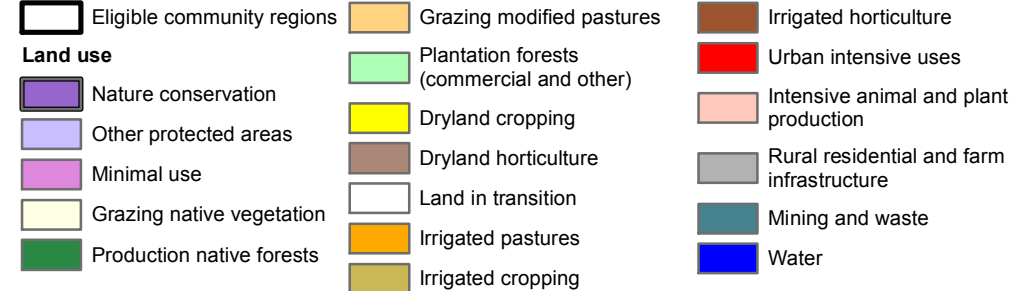 Eligible community regions
Land use
Nature conservation
Other protected areas
Minimal use
Grazing native vegetation
Production native forests
Grazing modified pastures
Plantation forests
(commercial and other)
Dryland cropping
Dryland horticulture
Land in transition
Irrigated pastures
Irrigated cropping
Irrigated horticulture
Urban intensive uses
Intensive animal and plant
production
Rural residential and farm
infrastructure
Mining and waste
Water